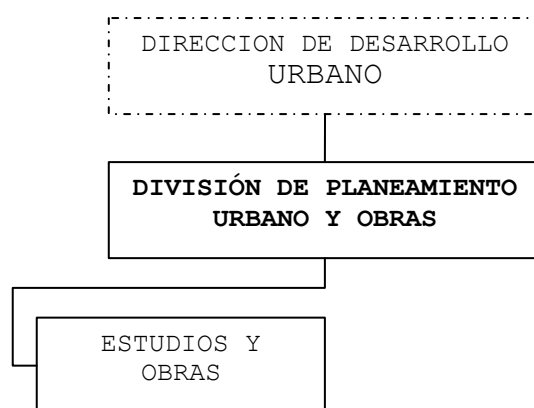 DIRECCION DE DESARROLLO
URBANO
DIVISIÓN DE PLANEAMIENTO
URBANO Y OBRAS
ESTUDIOS Y
OBRAS